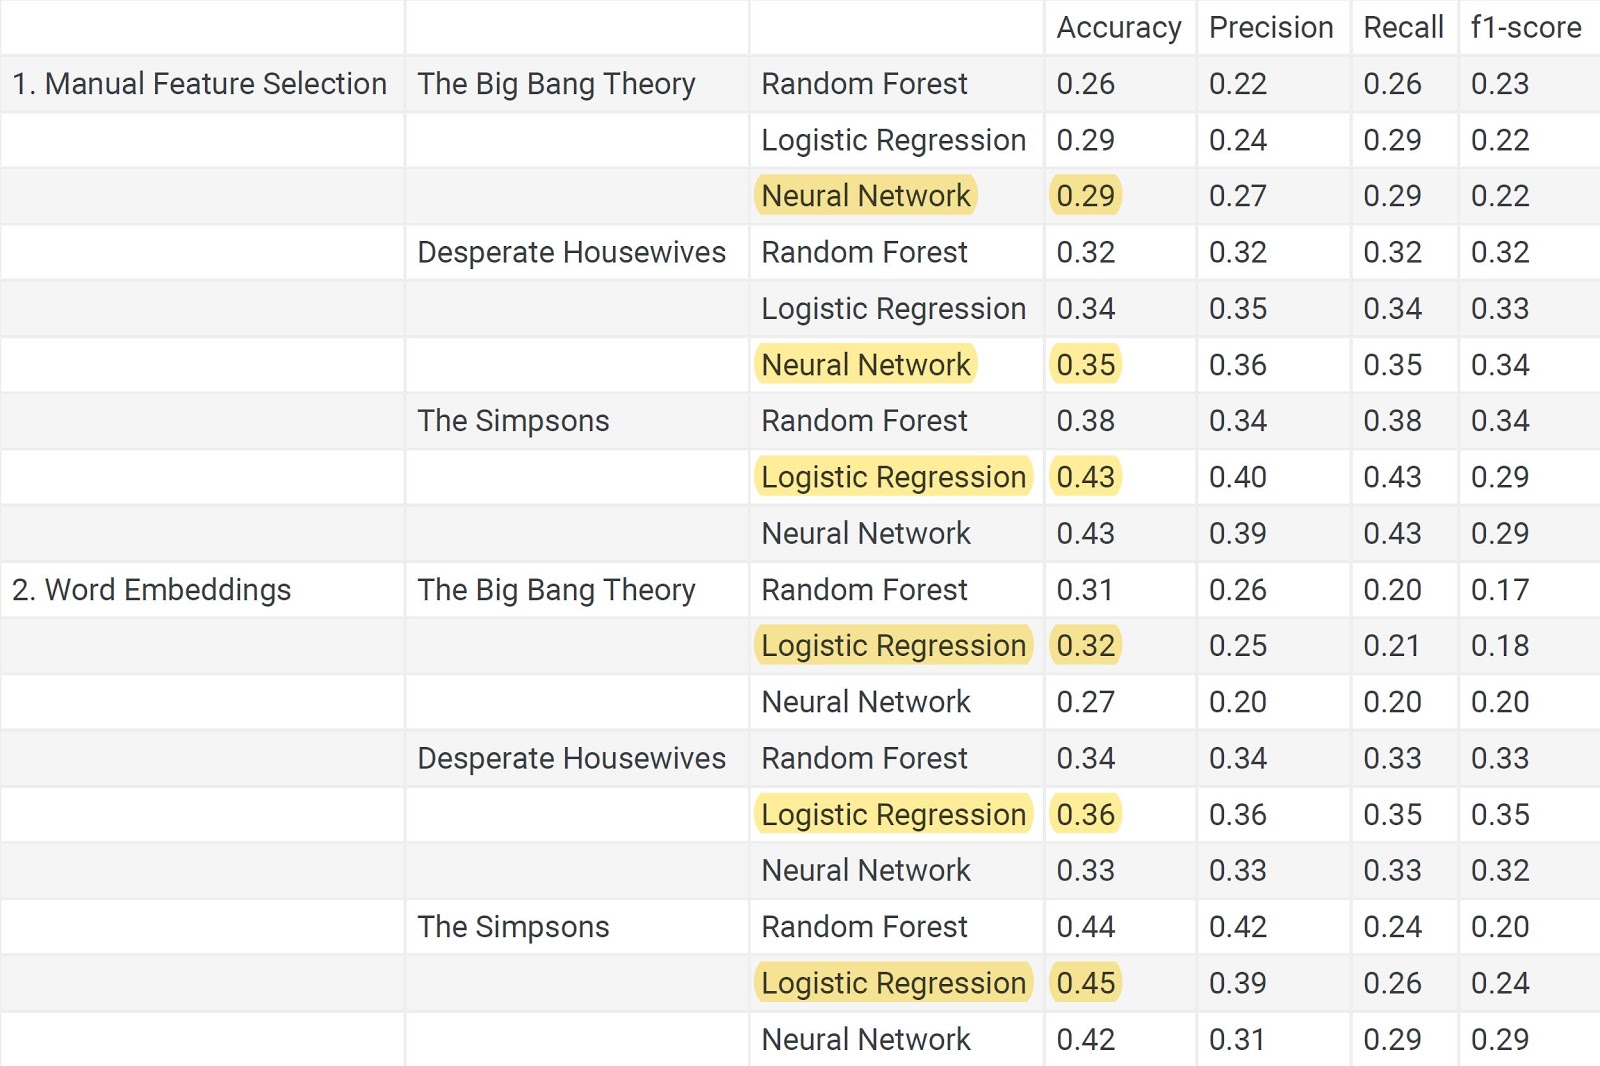 Accuracy Precision Recall f1-score
1. Manual Feature Selection The Big Bang Theory Random Forest 0.26 0.22 0.26 0.23
Logistic Regression 0.29 0.24 0.29 0.22
Neural Network 0.29 0.27 0.29 0.22
Desperate Housewives Random Forest 0.32 0.32 0.32 0.32
Logistic Regression 0.34 0.35 0.34 0.33
Neural Network 0.35 0.36 0.35 0.34
The Simpsons Random Forest 0.38 0.34 0.38 0.34
Logistic Regression 0.43 0.40 0.43 0.29
Neural Network 0.43 0.39 0.43 0.29
2. Word Embeddings The Big Bang Theory Random Forest 0.31 0.26 0.20 0.17
Logistic Regression 0.32 0.25 0.21 0.18
Neural Network 0.27 0.20 0.20 0.20
Desperate Housewives Random Forest 0.34 0.34 0.33 0.33
Logistic Regression 0.36 0.36 0.35 0.35
Neural Network 0.33 0.33 0.33 0.32
The Simpsons Random Forest 0.44 0.42 0.24 0.20
Logistic Regression 0.45 0.39 0.26 0.24
Neural Network 0.42 0.31 0.29 0.29